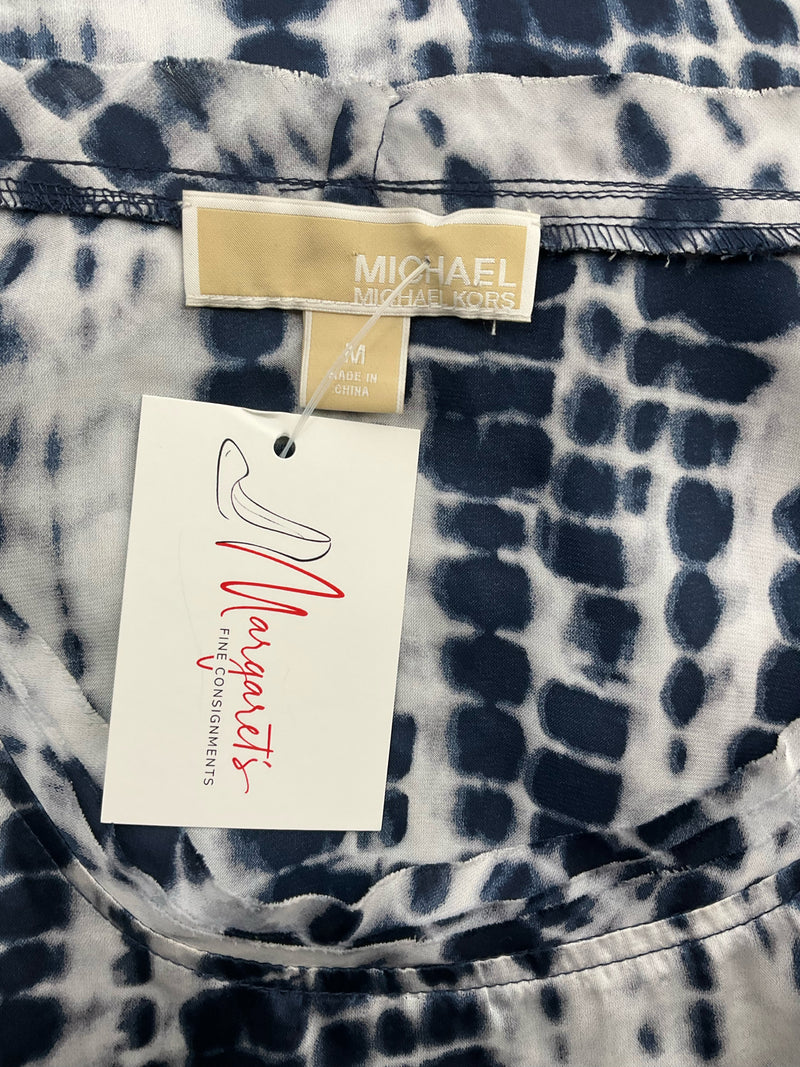 MICHAEL
MICHAEL KORS
M
MADE IN
CHINA
Margaret's
FINE CONSIGNMENTS